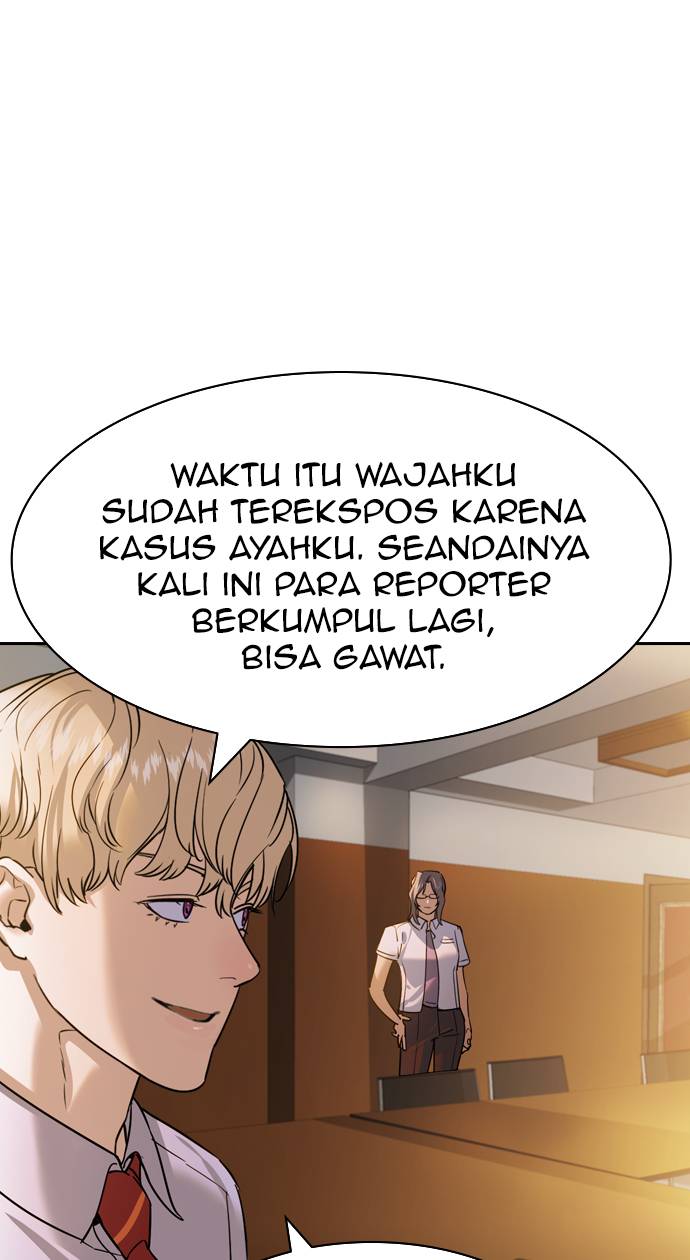 WAKTU ITU WAJAHKU
SUDAH TEREKSPOS KARENA
KASUS AYAHKU. SEANDAINYA
KALI INI PARA REPORTER
BERKUMPUL LAGI,
BISA GAWAT.